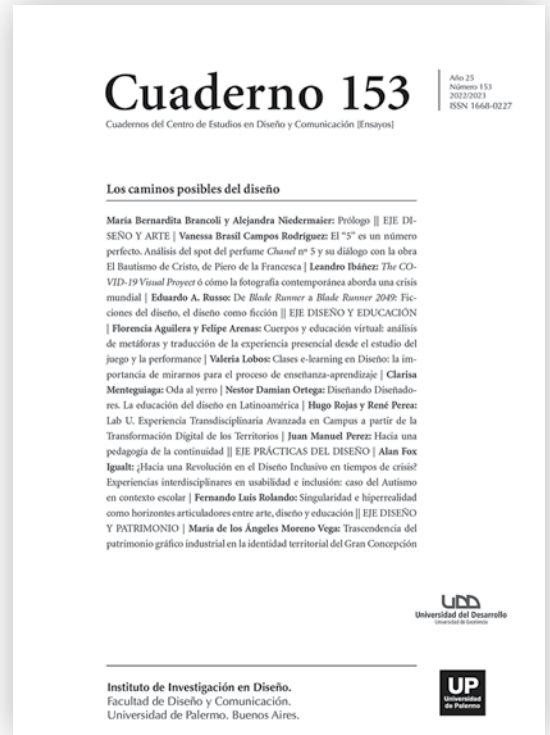 Cuaderno 153
Año 25
Número 153
2022/2023
ISSN 1668-0227
Cuadernos del Centro de Estudios en Diseño y Comunicación [Ensayos]
Los caminos posibles del diseño
María Bernardita Brancoli y Alejandra Niedermaier: Prólogo || EJE DI-
SEÑO Y ARTE | Vanessa Brasil Campos Rodríguez: El “5” es un número
perfecto. Análisis del spot del perfume Chanel nº 5 y su diálogo con la obra
El Bautismo de Cristo, de Piero de la Francesca | Leandro Ibáñez: The CO-
VID-19 Visual Proyect ó cómo la fotografía contemporánea aborda una crisis
mundial | Eduardo A. Russo: De Blade Runner a Blade Runner 2049: Fic-
ciones del diseño, el diseño como ficción || EJE DISEÑO Y EDUCACIÓN
| Florencia Aguilera y Felipe Arenas: Cuerpos y educación virtual: análisis
de metáforas y traducción de la experiencia presencial desde el estudio del
juego y la performance | Valeria Lobos: Clases e-learning en Diseño: la im-
portancia de mirarnos para el proceso de enseñanza-aprendizaje | Clarisa
Menteguiaga: Oda al yerro | Nestor Damian Ortega: Diseñando Diseñado-
res. La educación del diseño en Latinoamérica | Hugo Rojas y René Perea:
Lab U. Experiencia Transdisciplinaria Avanzada en Campus a partir de la
Transformación Digital de los Territorios | Juan Manuel Perez: Hacia una
pedagogía de la continuidad || EJE PRÁCTICAS DEL DISEÑO | Alan Fox
Igualt: ¿Hacia una Revolución en el Diseño Inclusivo en tiempos de crisis?
Experiencias interdisciplinares en usabilidad e inclusión: caso del Autismo
en contexto escolar | Fernando Luis Rolando: Singularidad e hiperrealidad
como horizontes articuladores entre arte, diseño y educación || EJE DISEÑO
Y PATRIMONIO | María de los Ángeles Moreno Vega: Trascendencia del
patrimonio gráfico industrial en la identidad territorial del Gran Concepción
UDD
Universidad del Desarrollo
Universidad de Excelencia
Instituto de Investigación en Diseño.
Facultad de Diseño y Comunicación.
Universidad de Palermo. Buenos Aires.
UP
Universidad
de Palermo